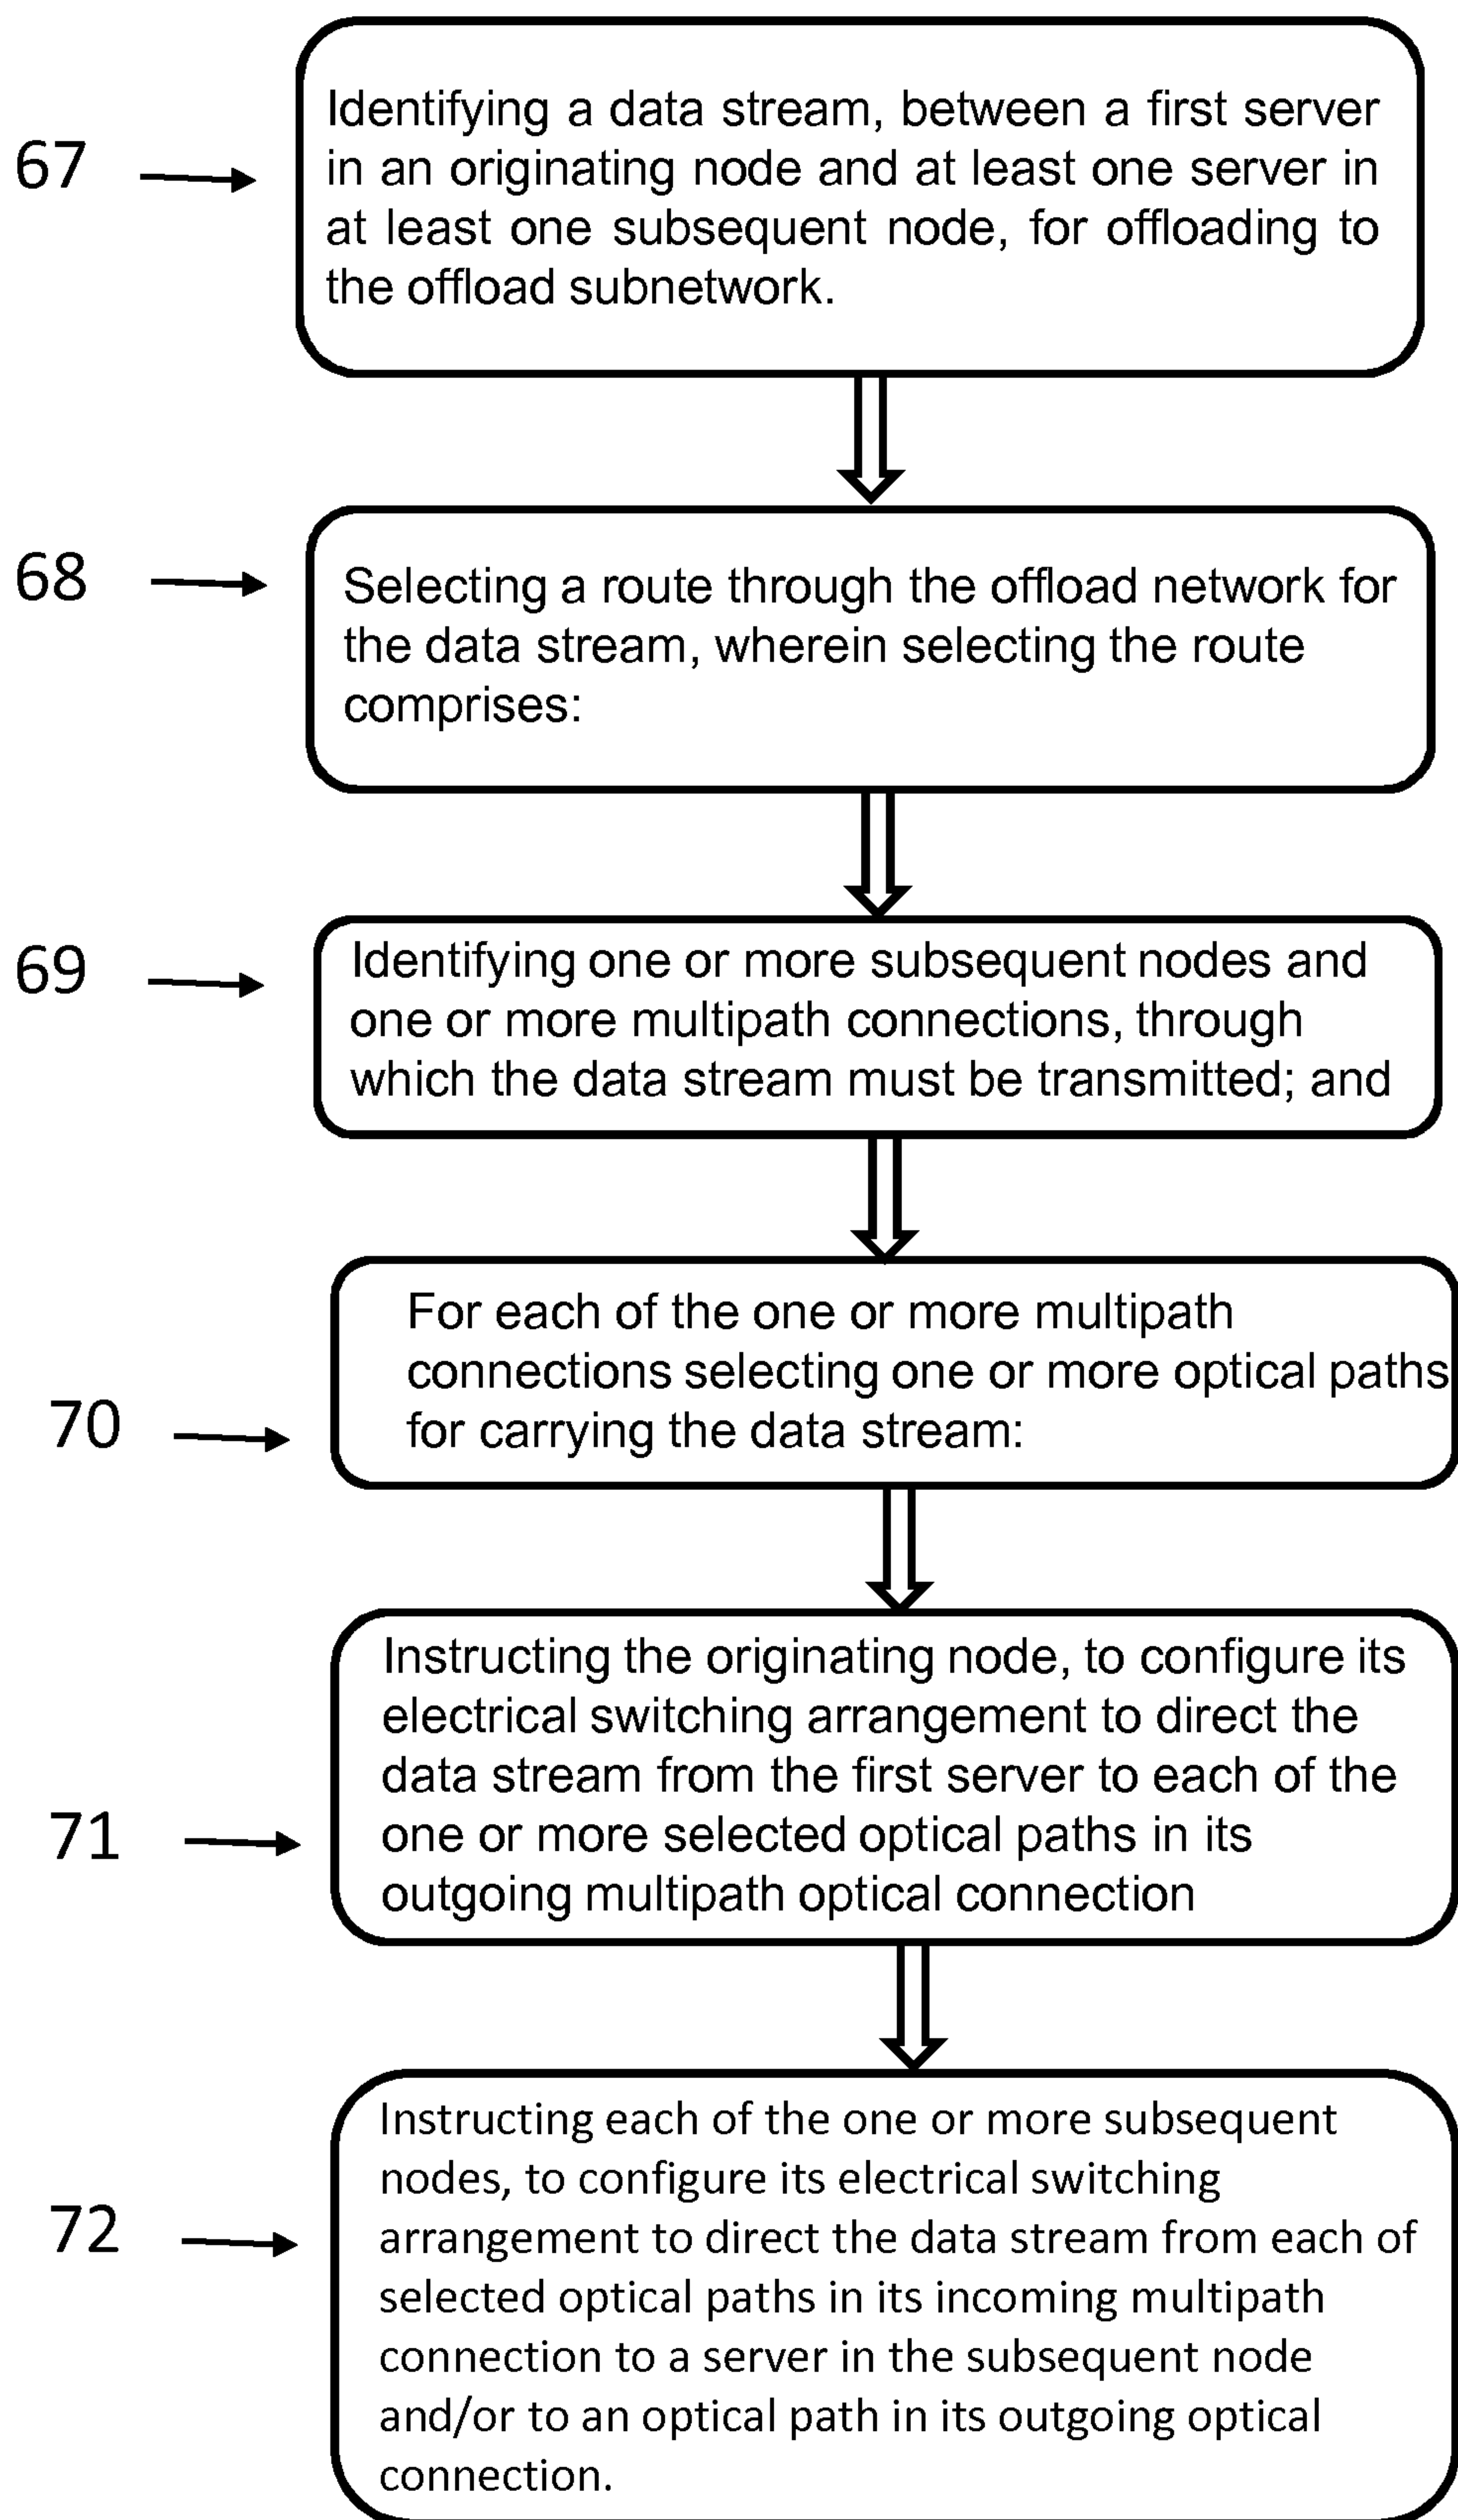 67
Identifying a data stream, between a first server
in an originating node and at least one server in
at least one subsequent node, for offloading to
the offload subnetwork.
68
Selecting a route through the offload network for
the data stream, wherein selecting the route
comprises:
69
Identifying one or more subsequent nodes and
one or more multipath connections, through
which the data stream must be transmitted; and
70
For each of the one or more multipath
connections selecting one or more optical paths
for carrying the data stream:
71
Instructing the originating node, to configure its
electrical switching arrangement to direct the
data stream from the first server to each of the
one or more selected optical paths in its
outgoing multipath optical connection
72
Instructing each of the one or more subsequent
nodes, to configure its electrical switching
arrangement to direct the data stream from each of
selected optical paths in its incoming multipath
connection to a server in the subsequent node
and/or to an optical path in its outgoing optical
connection.